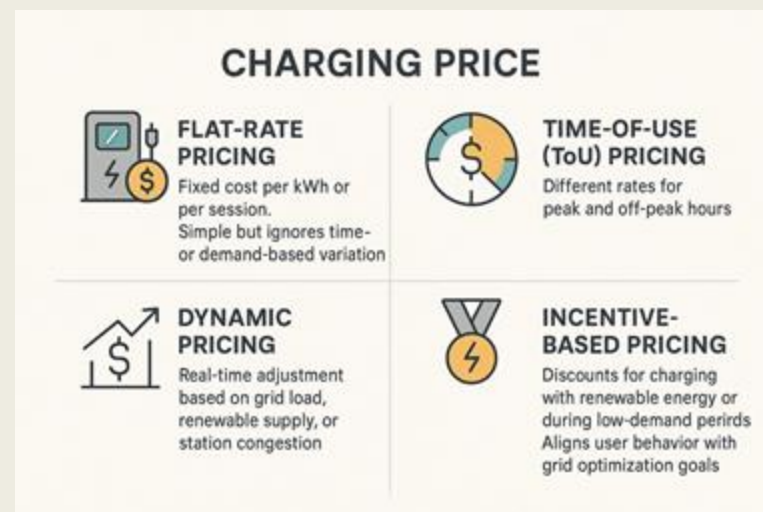 CHARGING PRICE
FLAT-RATE
PRICING
Fixed cost per kWh or
per session.
Simple but ignores time-
or demand-based variation
TIME-OF-USE
(ToU) PRICING
Different rates for
peak and off-peak hours
DYNAMIC
PRICING
Real-time adjustment
based on grid load,
renewable supply, or
station congestion
INCENTIVE-
BASED PRICING
Discounts for charging
with renewable energy or
during low-demand perirds
Aligns user behavior with
grid optimization goals